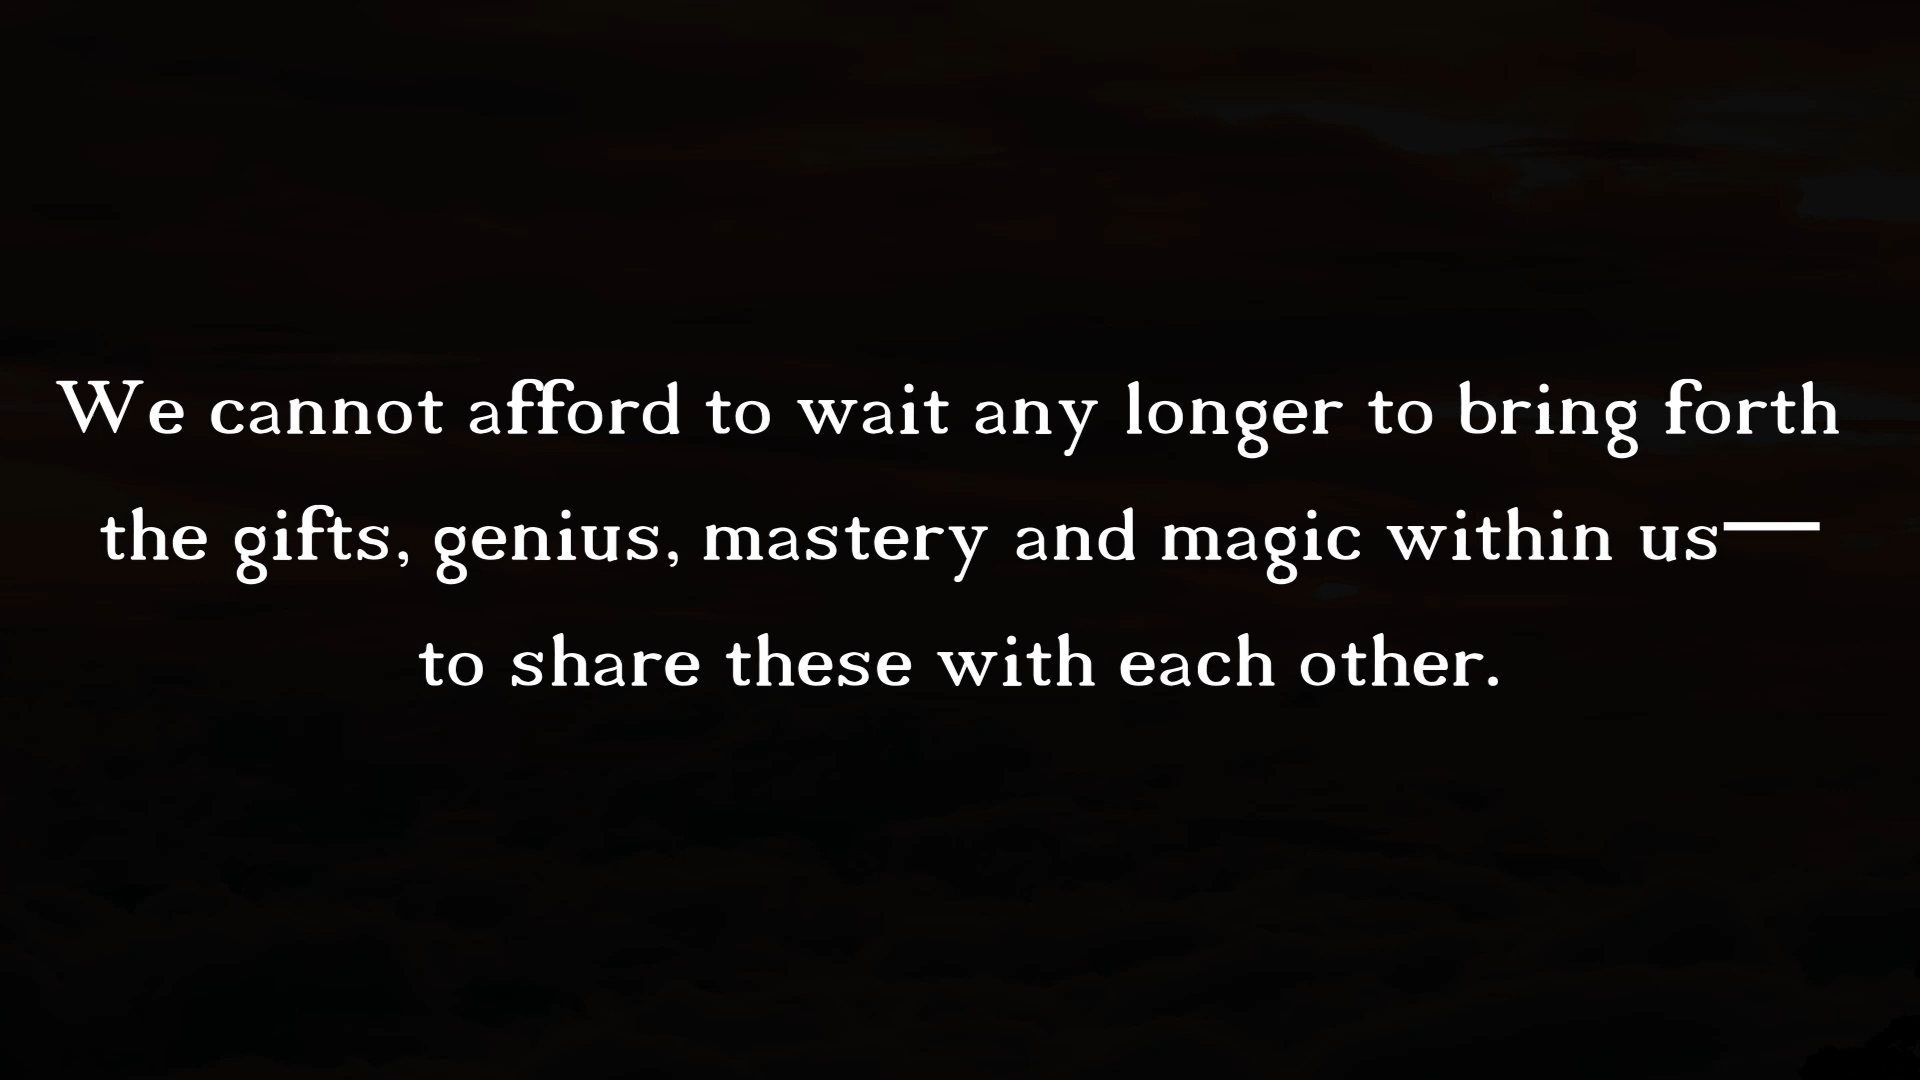 We cannot afford to wait any longer to bring forth
the gifts, genius, mastery and magic within us—
to share these with each other.